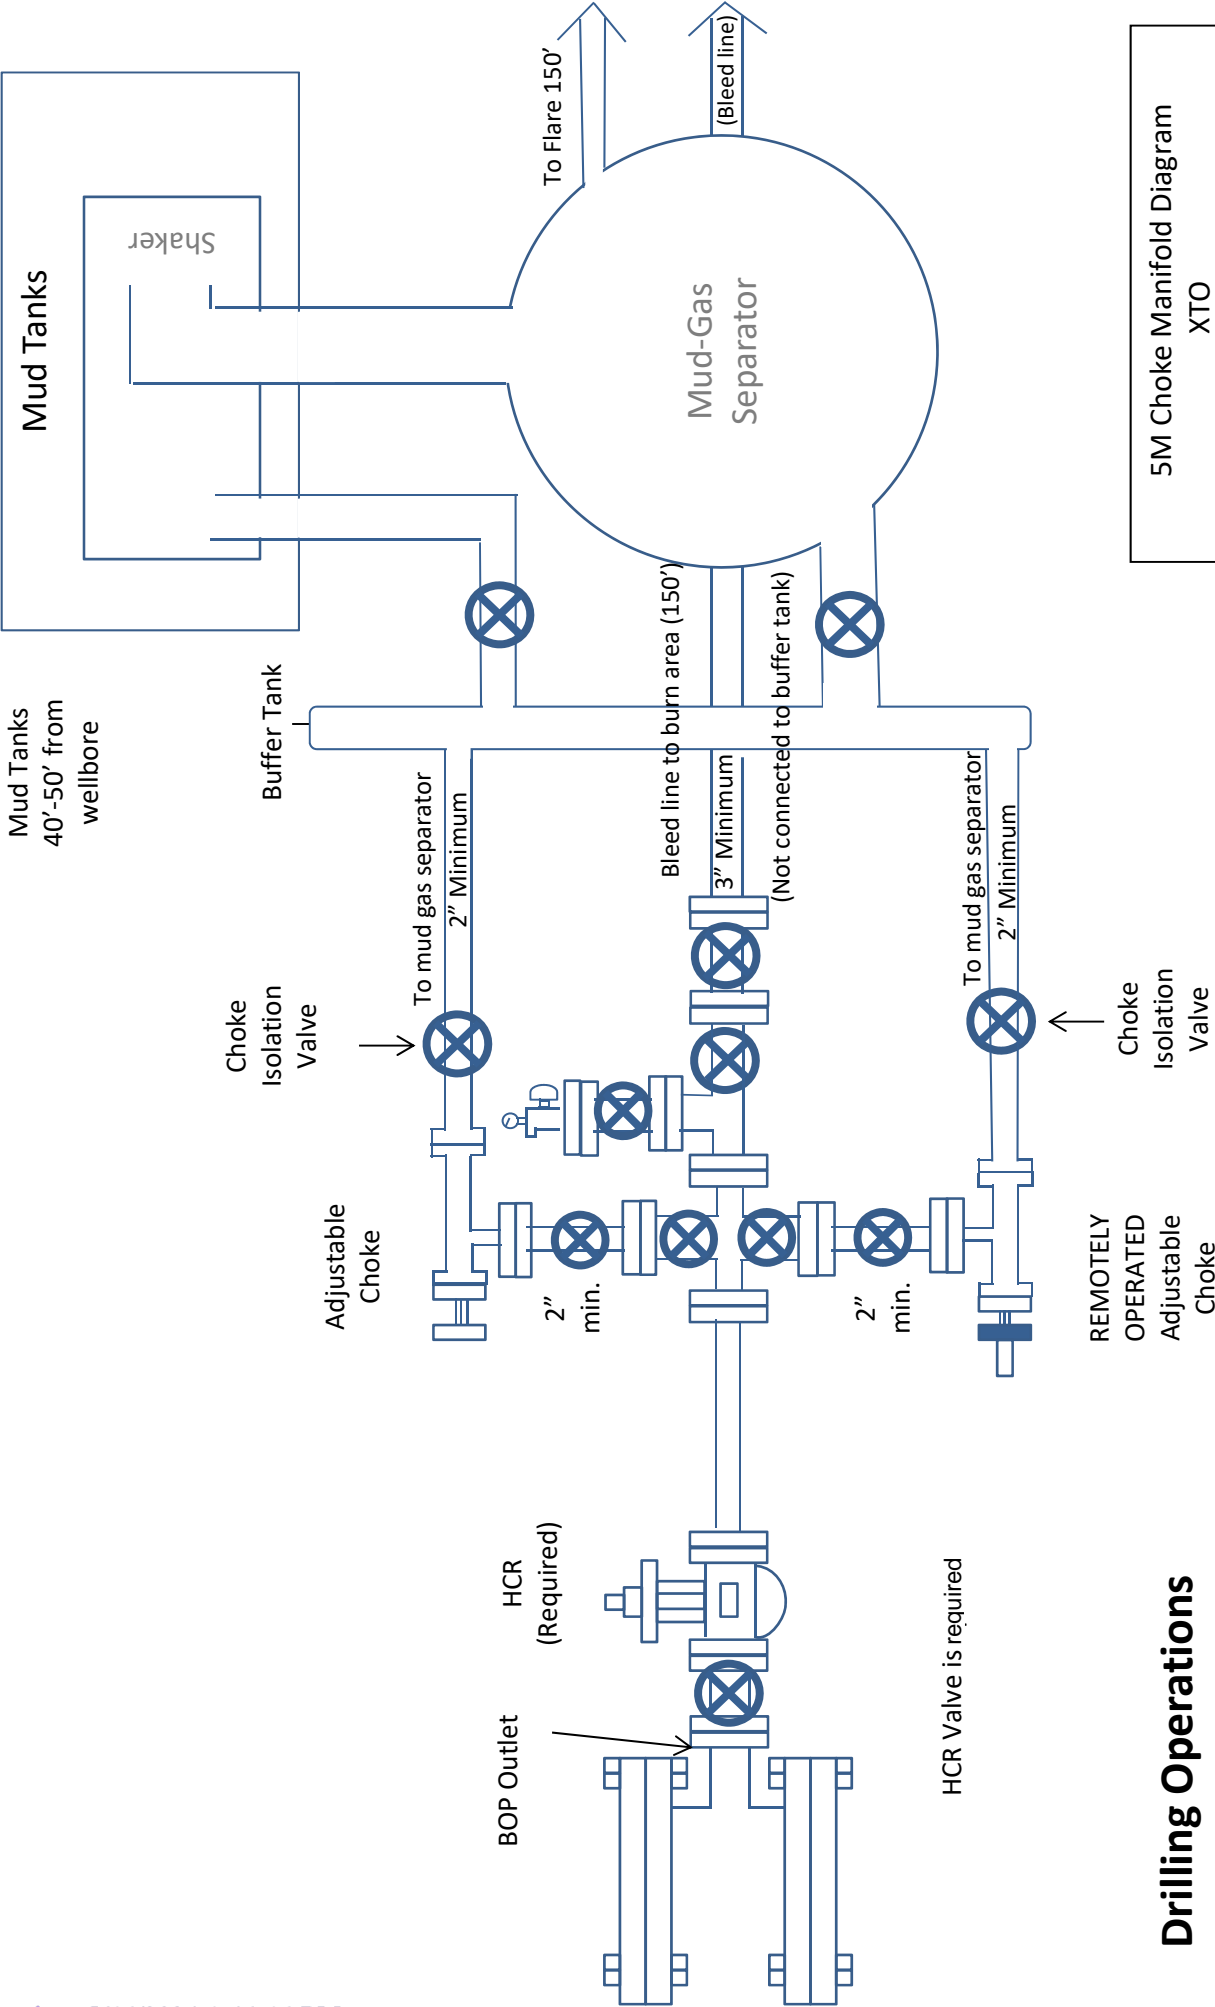 Mud Tanks
40’-50’ from
wellbore
Mud Tanks
Shaker
Buffer Tank
Choke
Isolation
Valve
Adjustable
Choke
To mud gas separator
2” Minimum
To Flare 150’
(Bleed line)
Mud-Gas
Separator
Bleed line to burn area (150’)
3” Minimum
(Not connected to buffer tank)
HCR
(Required)
BOP Outlet
2”
min.
2”
min.
To mud gas separator
2” Minimum
Choke
Isolation
Valve
REMOTELY
OPERATED
Adjustable
Choke
HCR Valve is required
Drilling Operations
5M Choke Manifold Diagram
XTO